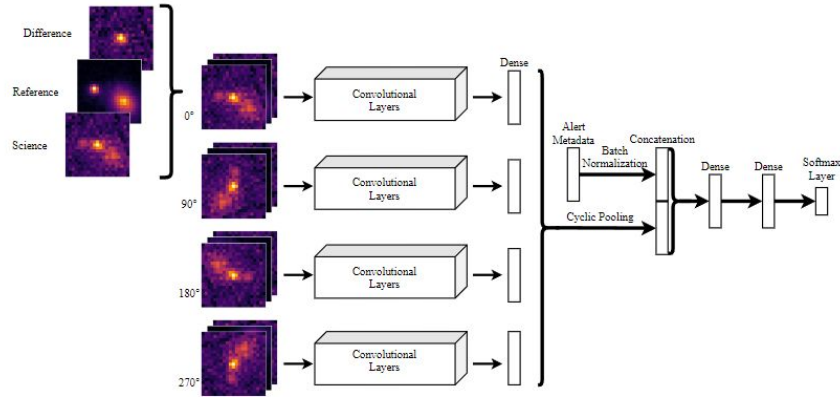 Difference
Reference
Science
0°
90°
180°
270°
Convolutional
Layers
Convolutional
Layers
Convolutional
Layers
Convolutional
Layers
Dense
Alert
Metadata
Batch
Normalization
Cyclic Pooling
Concatenation
Dense
Dense
Softmax
Layer